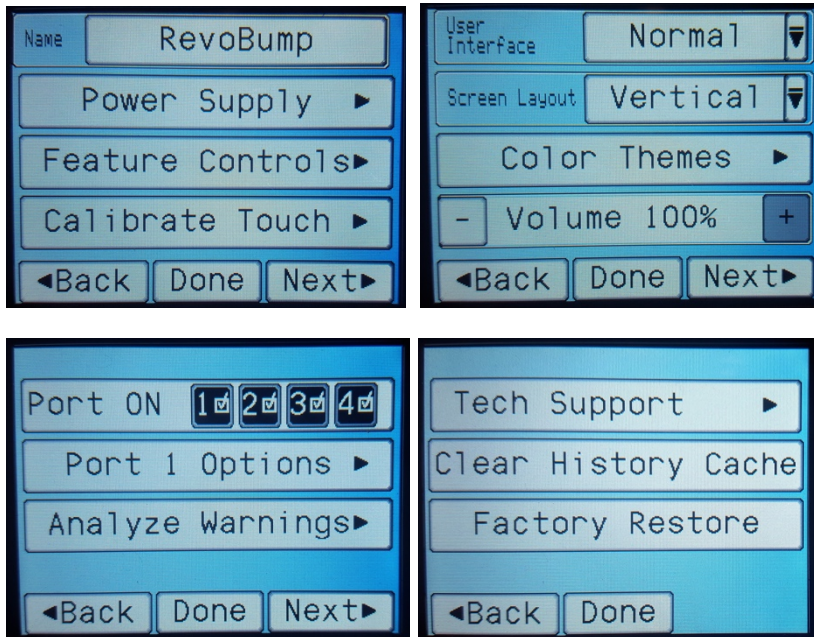 Name RevoBump
Power Supply ▶
Feature Controls▶
Calibrate Touch ▶
◀Back Done Next▶
User
Interface Normal
Screen Layout Vertical
Color Themes ▶
- Volume 100% +
◀Back Done Next▶
Port ON 1☑ 2☑ 3☑ 4☑
Port 1 Options ▶
Analyze Warnings▶
◀Back Done Next▶
Tech Support ▶
Clear History Cache
Factory Restore
◀Back Done